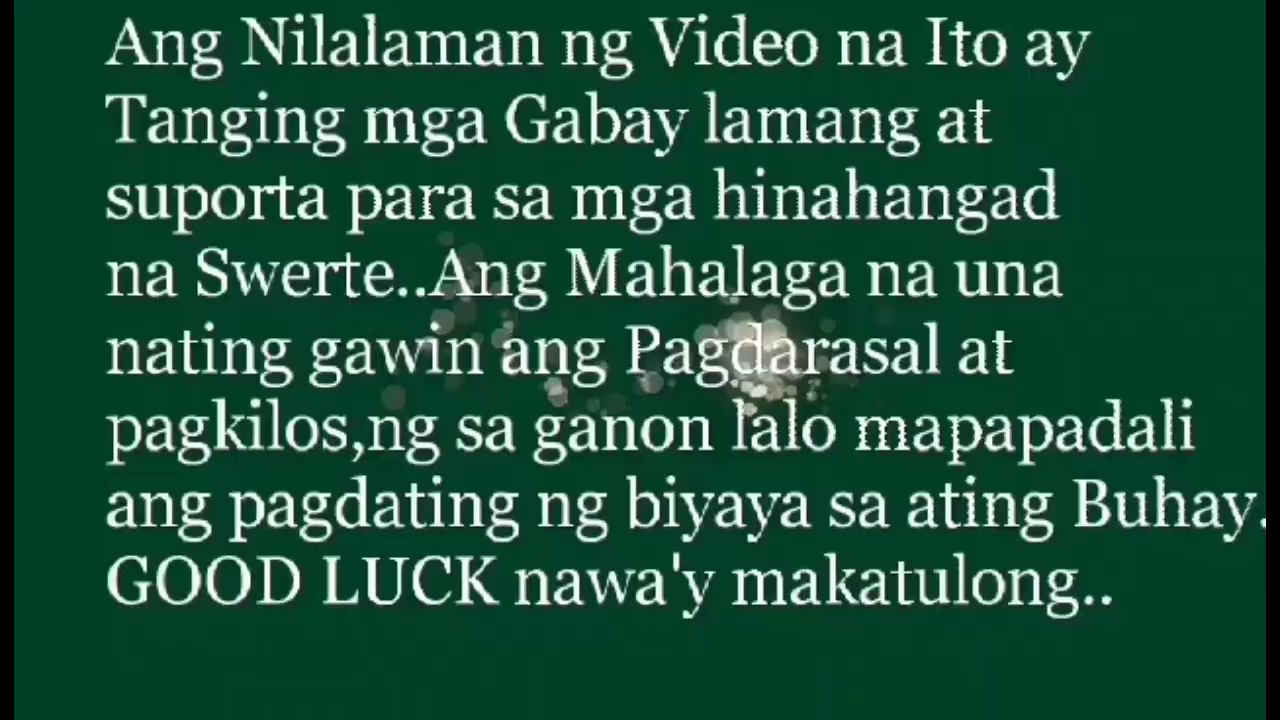 Ang Nilalaman ng Video na Ito ay
Tanging mga Gabay lamang at
suporta para sa mga hinahangad
na Swerte..Ang Mahalaga na una
nating gawin ang Pagdarasal at
pagkilos,ng sa ganon lalo mapapadali
ang pagdating ng biyaya sa ating Buhay.
GOOD LUCK nawa'y makatulong..